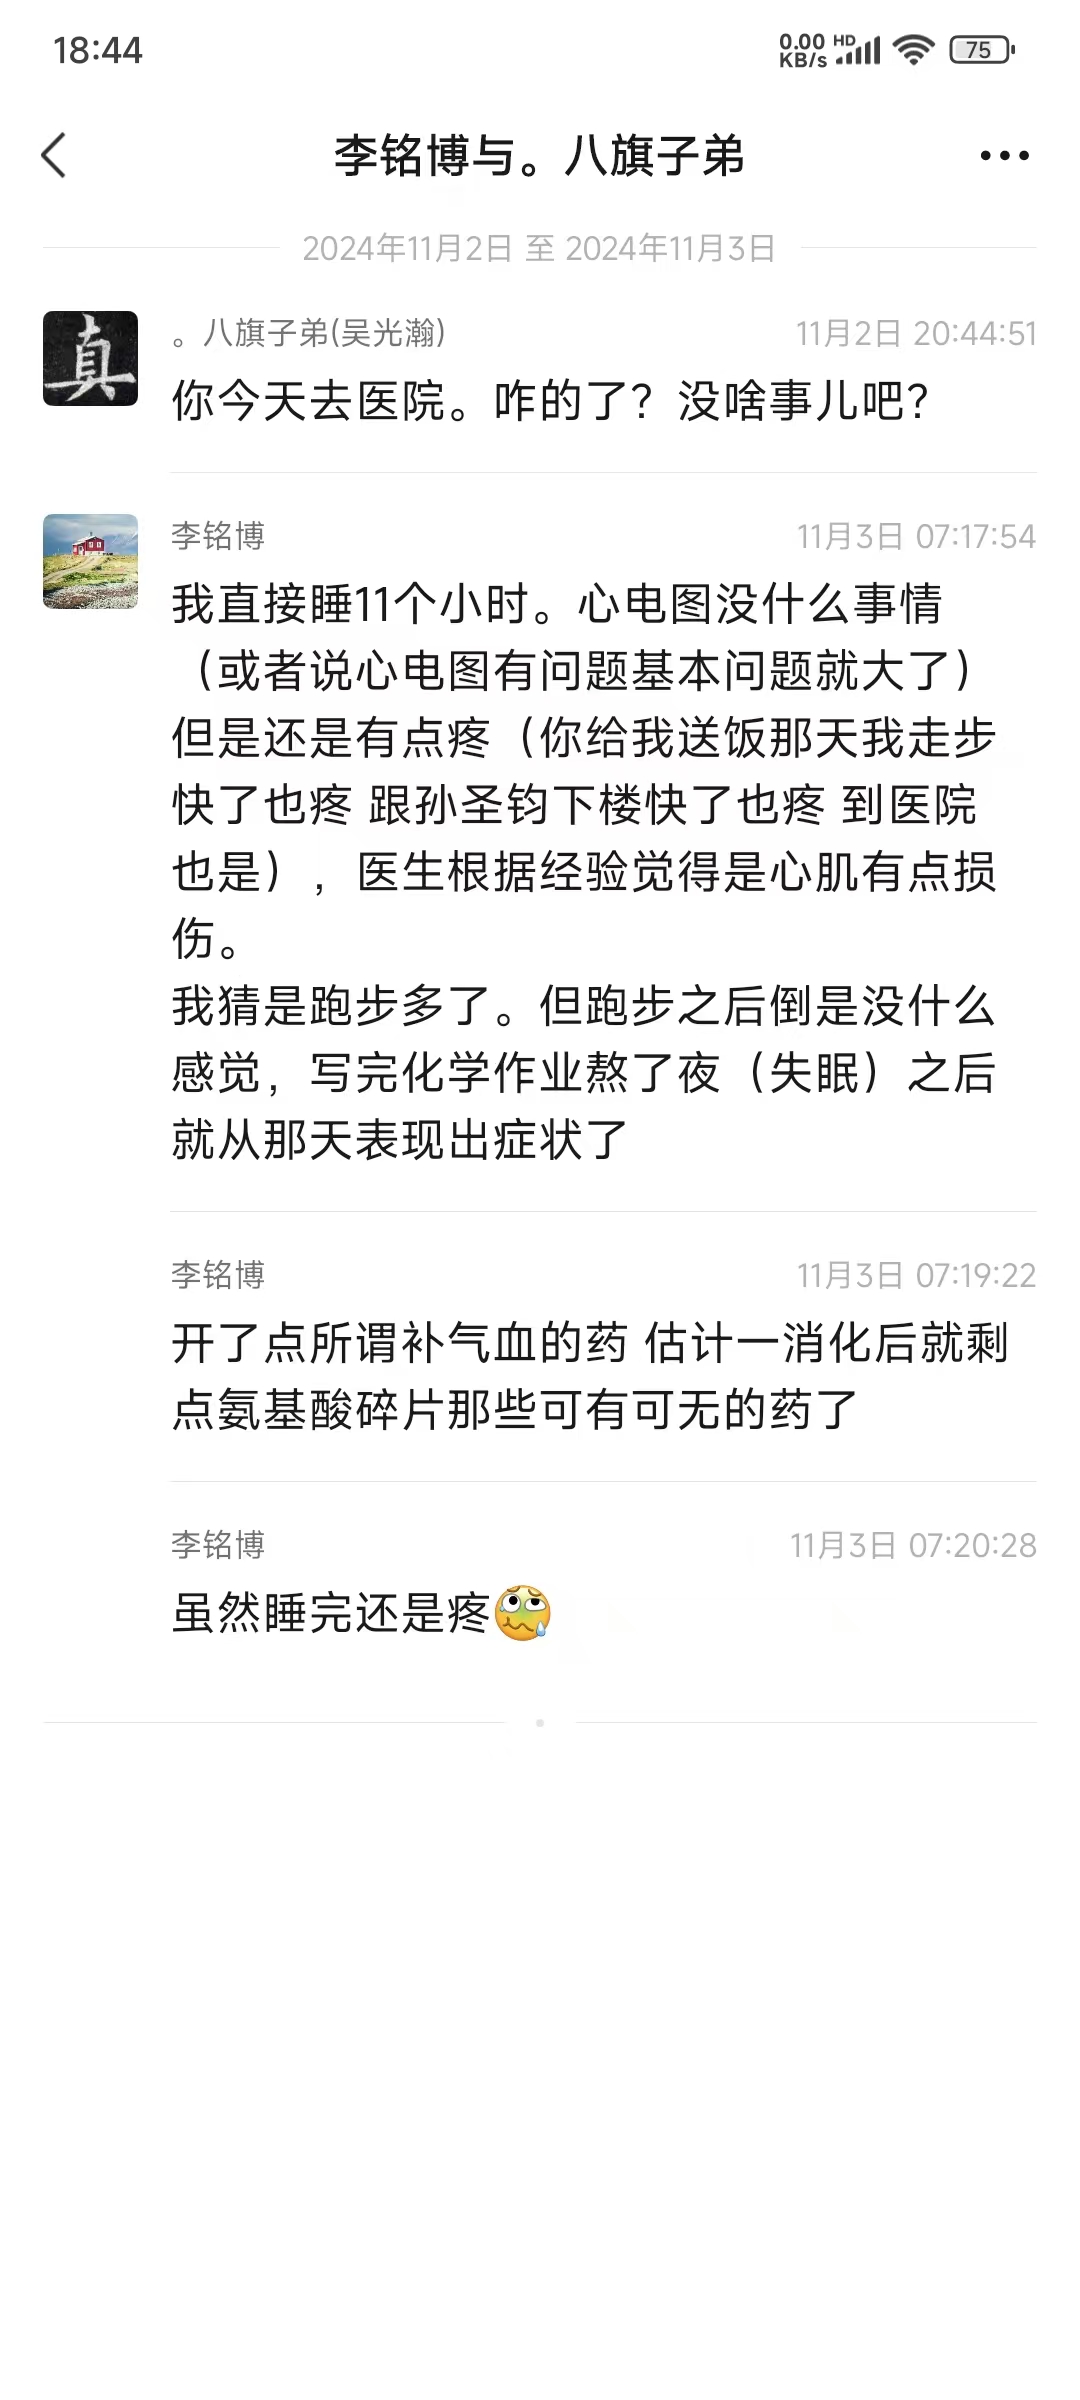 18:44
0.00 KB/s HD 75
李铭博与。八旗子弟
2024年11月2日 至 2024年11月3日
真
。八旗子弟(吴光瀚) 11月2日 20:44:51
你今天去医院。咋的了？没啥事儿吧？
李铭博 11月3日 07:17:54
我直接睡11个小时。心电图没什么事情
（或者说心电图有问题基本问题就大了）
但是还是有点疼（你给我送饭那天我走步
快了也疼 跟孙圣钧下楼快了也疼 到医院
也是），医生根据经验觉得是心肌有点损
伤。
我猜是跑步多了。但跑步之后倒是没什么
感觉，写完化学作业熬了夜（失眠）之后
就从那天表现出症状了
李铭博 11月3日 07:19:22
开了点所谓补气血的药 估计一消化后就剩
点氨基酸碎片那些可有可无的药了
李铭博 11月3日 07:20:28
虽然睡完还是疼